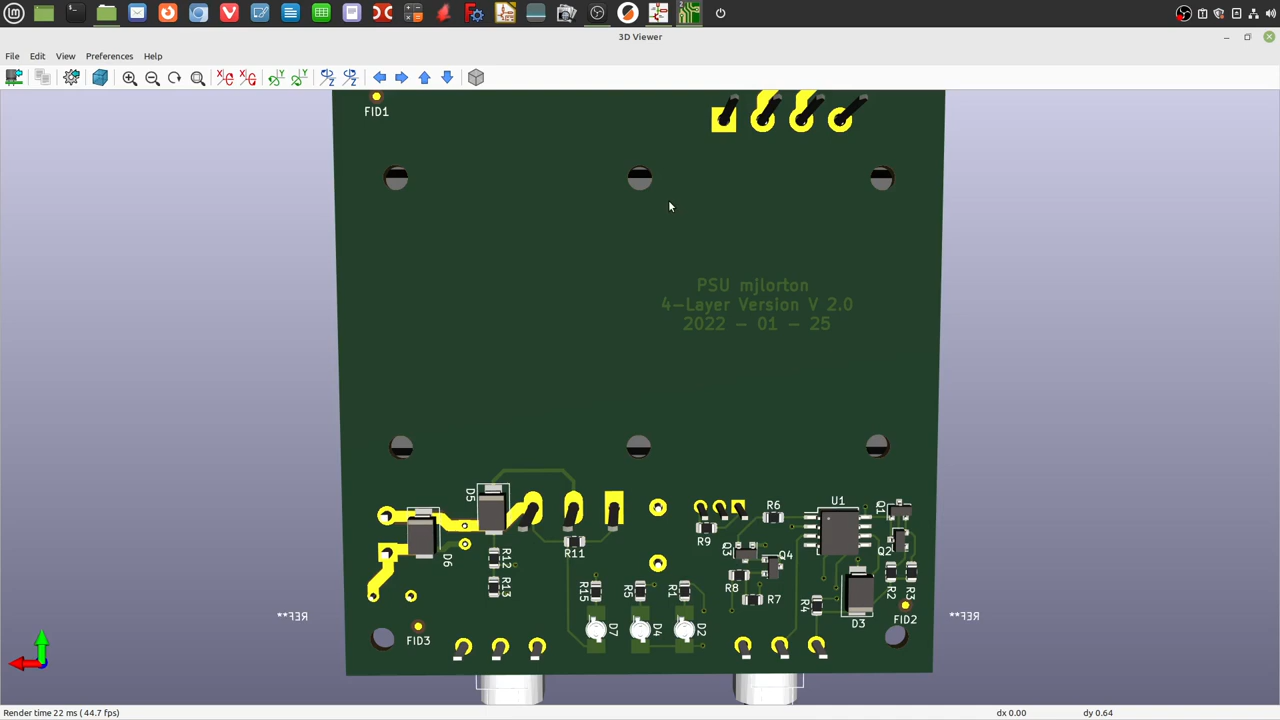 3D Viewer
File Edit View Preferences Help
FID1
PSU mjlorton
4-Layer Version V 2.0
2022 - 01 - 25
D5
U1
Q1
R6
R9
R11
D6
R12
Q3
Q4
Q2
R13
R15
R5
R1
R8
R7
R4
R2
R3
D3
REF**
FID3
D7
D4
D2
FID2
REF**
Render time 22 ms ( 44.7 fps)
dx 0.00
dy 0.64